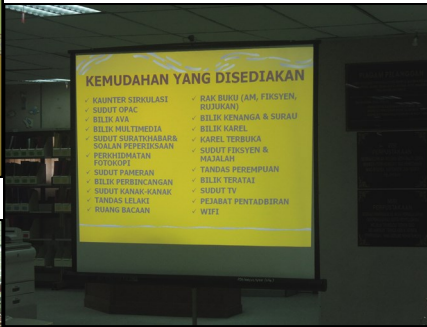 KEMUDAHAN YANG DISEDIAKAN
✓ KAUNTER SIRKULASI
✓ SUDUT OPAC
✓ BILIK AVA
✓ BILIK MULTIMEDIA
✓ SUDUT SURATKHABAR&
SOALAN PEPERIKSAAN
✓ PERKHIDMATAN
FOTOKOPI
✓ SUDUT PAMERAN
✓ BILIK PERBINCANGAN
✓ SUDUT KANAK-KANAK
✓ TANDAS LELAKI
✓ RUANG BACAAN
✓ RAK BUKU (AM, FIKSYEN,
RUJUKAN)
✓ BILIK KENANGA & SURAU
✓ BILIK KAREL
✓ KAREL TERBUKA
✓ SUDUT FIKSYEN &
MAJALAH
✓ TANDAS PEREMPUAN
✓ BILIK TERATAI
✓ SUDUT TV
✓ PEJABAT PENTADBIRAN
✓ WIFI